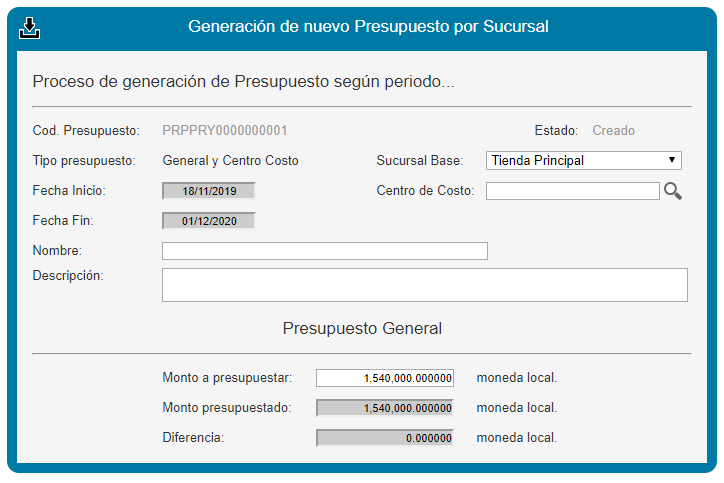 Generación de nuevo Presupuesto por Sucursal
Proceso de generación de Presupuesto según periodo...
Cod. Presupuesto: PRPPRY0000000001 Estado: Creado
Tipo presupuesto: General y Centro Costo Sucursal Base: Tienda Principal
Fecha Inicio: 18/11/2019 Centro de Costo:
Fecha Fin: 01/12/2020
Nombre:
Descripción:
Presupuesto General
Monto a presupuestar: 1,540,000.000000 moneda local.
Monto presupuestado: 1,540,000.000000 moneda local.
Diferencia: 0.000000 moneda local.